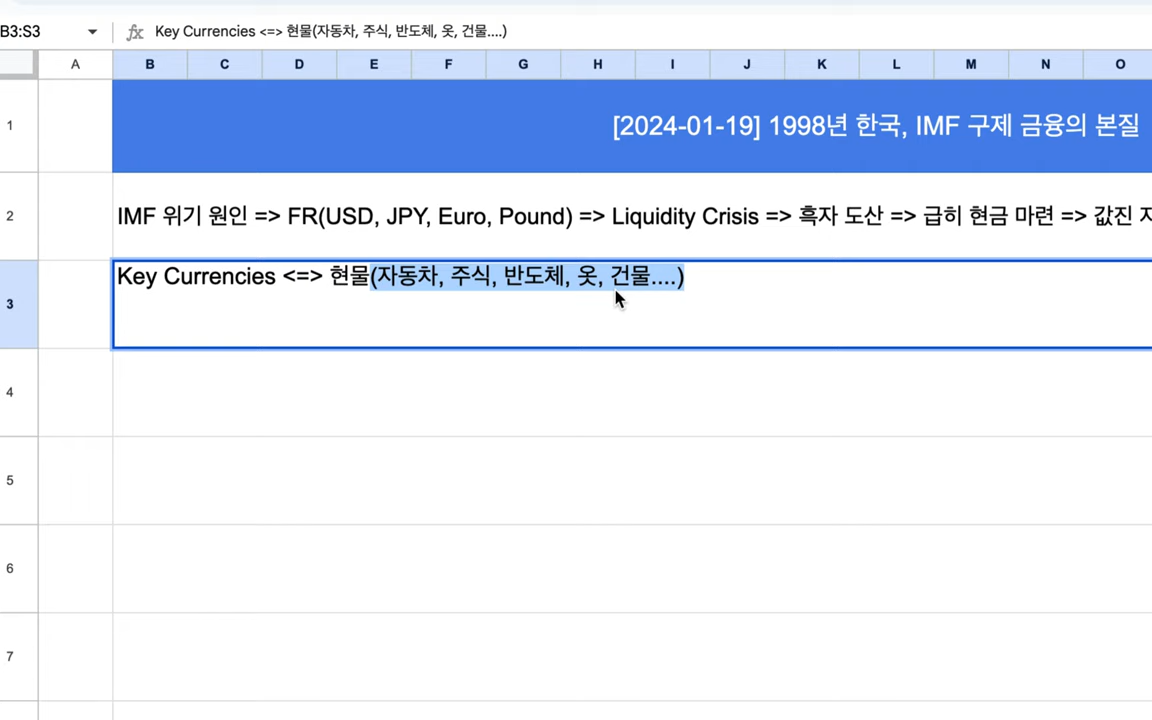 B3:S3
fx Key Currencies <=> 현물(자동차, 주식, 반도체, 옷, 건물....)
A B C D E F G H I J K L M N O
1 [2024-01-19] 1998년 한국, IMF 구제 금융의 본질
2 IMF 위기 원인 => FR(USD, JPY, Euro, Pound) => Liquidity Crisis => 흑자 도산 => 급히 현금 마련 => 값진
3 Key Currencies <=> 현물(자동차, 주식, 반도체, 옷, 건물....)
4
5
6
7